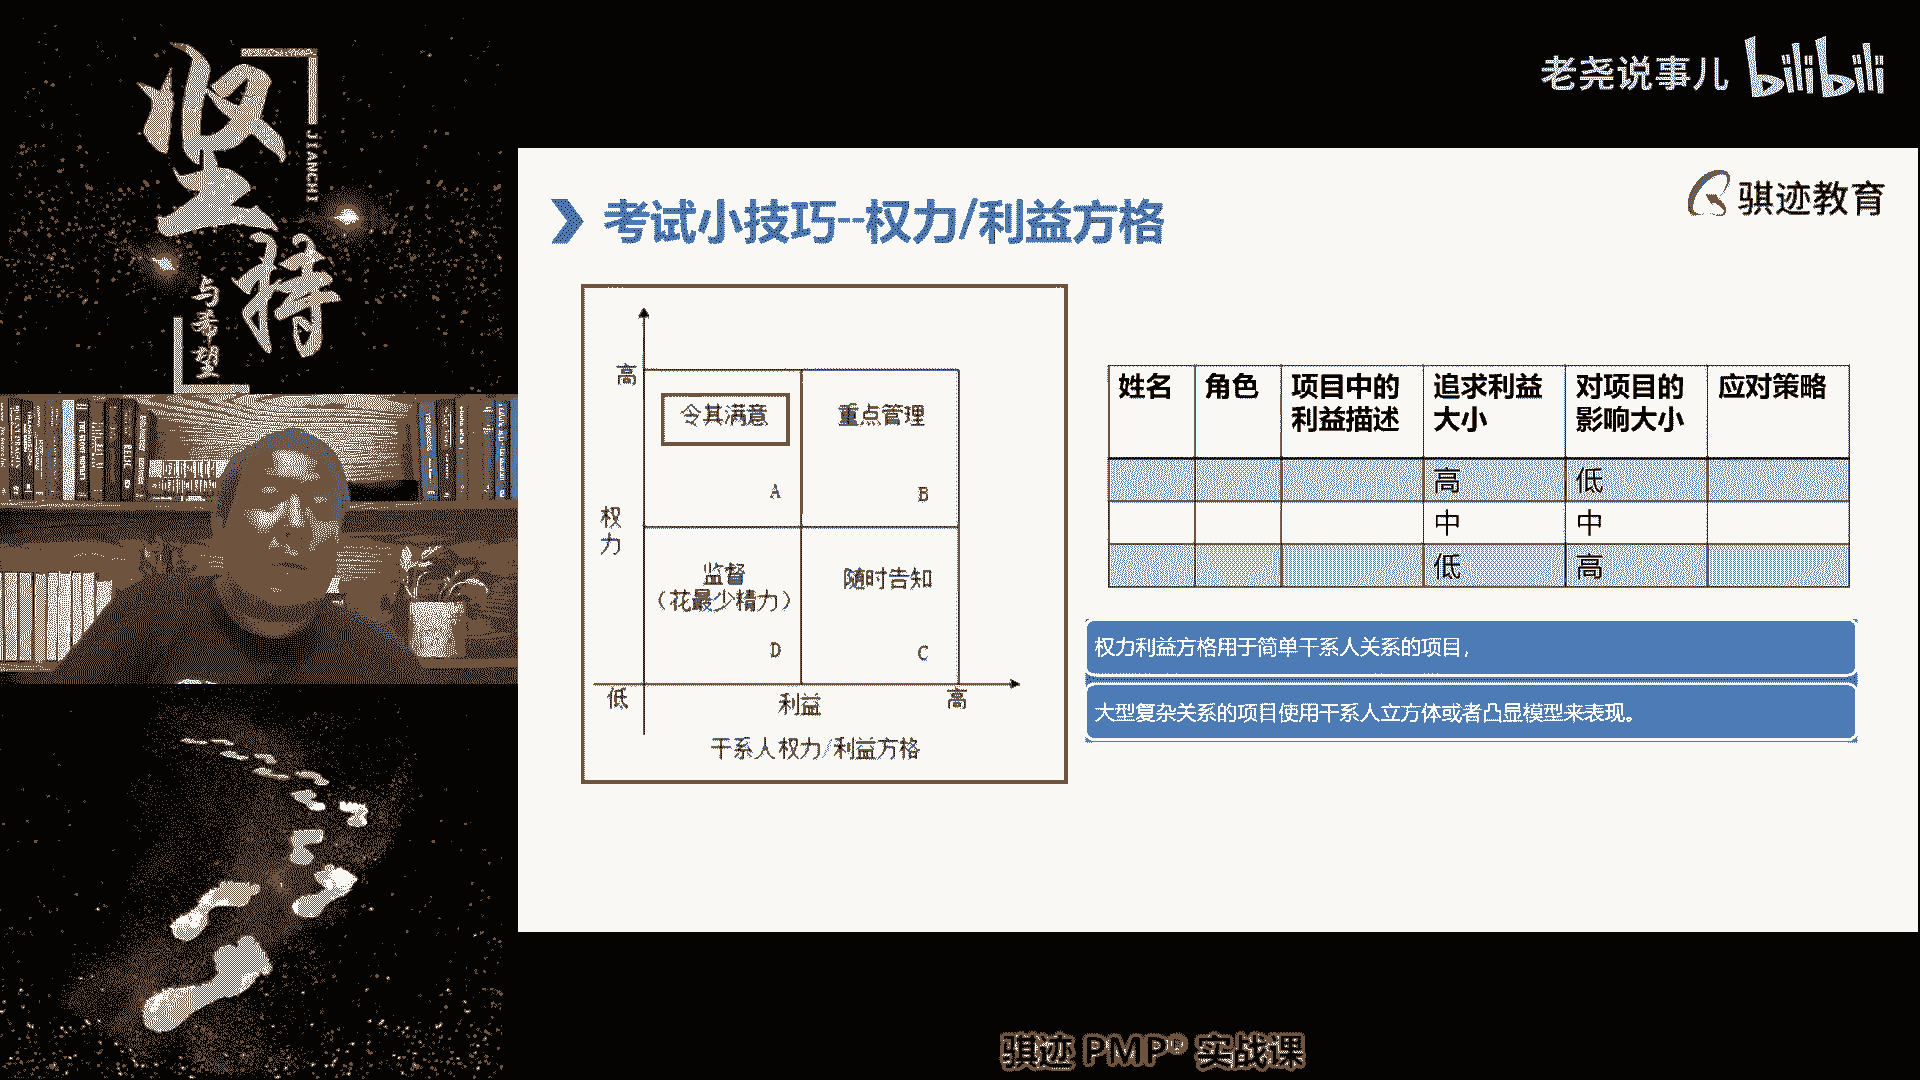 坚持
JIANCHI
与希望
老尧说事儿 bilibili
骐迹教育
考试小技巧--权力/利益方格
高
令其满意
重点管理
A
B
权力
监督
（花最少精力）
随时告知
D
C
低
利益
高
干系人权力/利益方格
姓名 角色 项目中的利益描述 追求利益大小 对项目的影响大小 应对策略
高 低
中 中
低 高
权力利益方格用于简单干系人关系的项目，
大型复杂关系的项目使用干系人立方体或者凸显模型来表现。
骐迹 PMP® 实战课